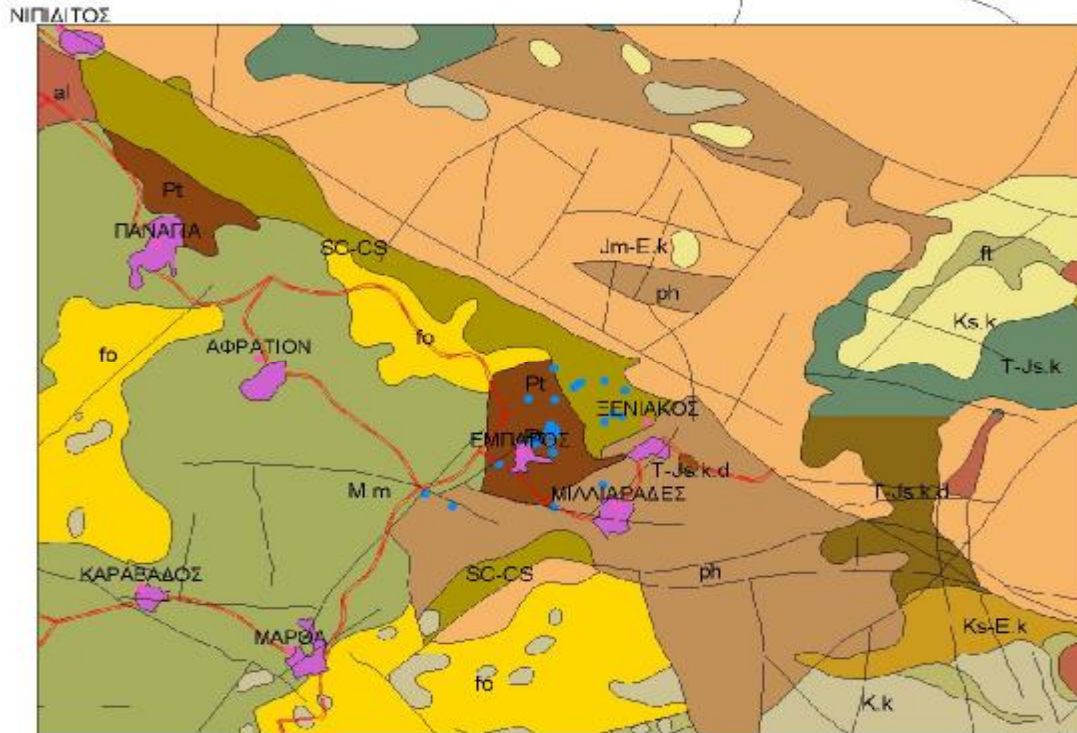 ΝΙΠΙΔΙΤΟΣ
al
Pt
ΠΑΝΑΓΙΑ
SC-CS
Jm-E.k
ft
ph
Ks.k
fo
fo
ΑΦΡΑΤΙΟΝ
T-Js.k
Pt
ΞΕΝΙΑΚΟΣ
ΕΜΠΑΡΟΣ
T-Js.k.d
M.m
ΜΙΛΛΙΑΡΑΔΕΣ
T-Js.k.d
ΚΑΡΑΒΑΔΟΣ
SC-CS
ph
ΜΑΡΘΑ
Ks-E.k
fo
K.k